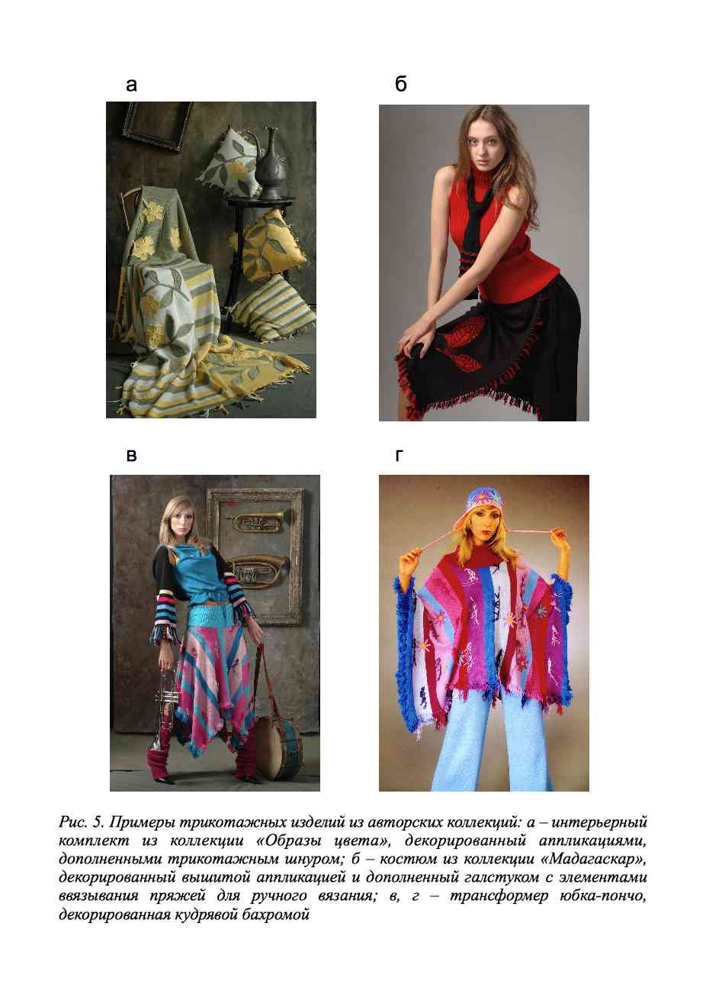 а
б
в
г
Рис. 5. Примеры трикотажных изделий из авторских коллекций: а – интерьерный
комплект из коллекции «Образы цвета», декорированный аппликациями,
дополненными трикотажным шнуром; б – костюм из коллекции «Мадагаскар»,
декорированный вышитой аппликацией и дополненный галстуком с элементами
ввязывания пряжей для ручного вязания; в, г – трансформер юбка-пончо,
декорированная кудрявой бахромой